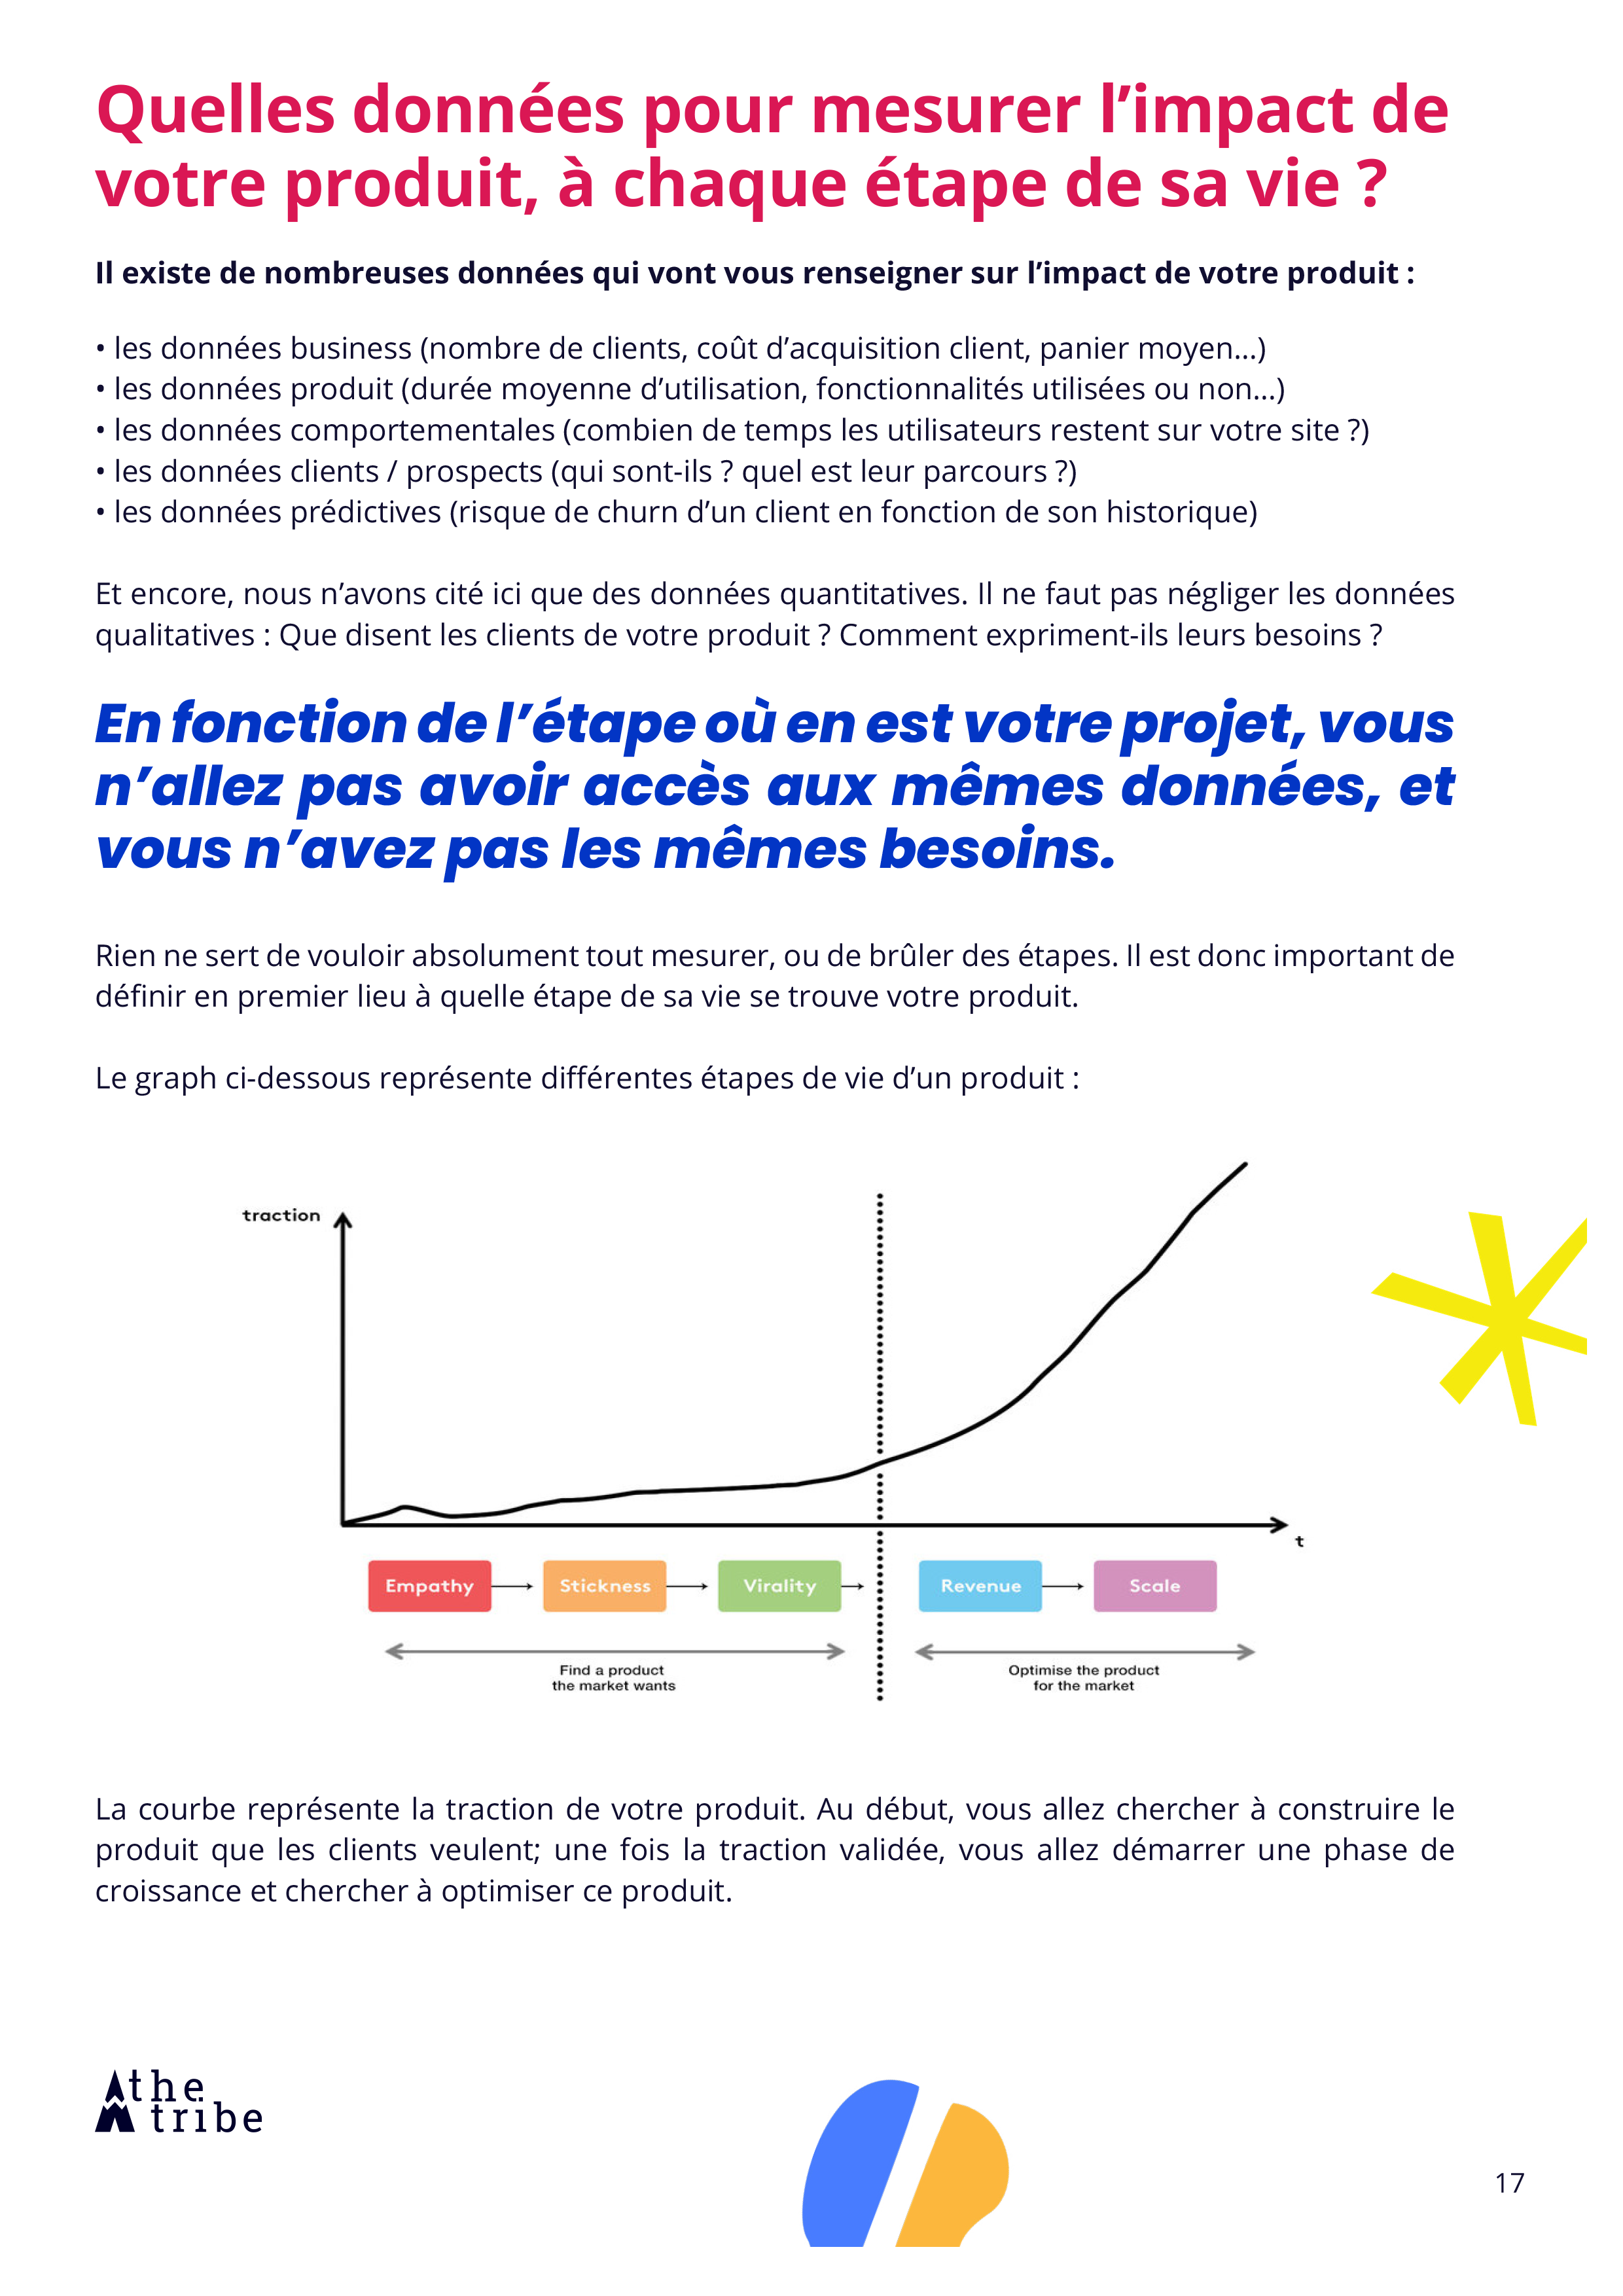 Quelles données pour mesurer l’impact de
votre produit, à chaque étape de sa vie ?
Il existe de nombreuses données qui vont vous renseigner sur l’impact de votre produit :
• les données business (nombre de clients, coût d’acquisition client, panier moyen...)
• les données produit (durée moyenne d’utilisation, fonctionnalités utilisées ou non...)
• les données comportementales (combien de temps les utilisateurs restent sur votre site ?)
• les données clients / prospects (qui sont-ils ? quel est leur parcours ?)
• les données prédictives (risque de churn d’un client en fonction de son historique)
Et encore, nous n’avons cité ici que des données quantitatives. Il ne faut pas négliger les données
qualitatives : Que disent les clients de votre produit ? Comment expriment-ils leurs besoins ?
En fonction de l’étape où en est votre projet, vous
n’allez pas avoir accès aux mêmes données, et
vous n’avez pas les mêmes besoins.
Rien ne sert de vouloir absolument tout mesurer, ou de brûler des étapes. Il est donc important de
définir en premier lieu à quelle étape de sa vie se trouve votre produit.
Le graph ci-dessous représente différentes étapes de vie d’un produit :
traction
t
Empathy
Stickness
Virality
Revenue
Scale
Find a product
the market wants
Optimise the product
for the market
La courbe représente la traction de votre produit. Au début, vous allez chercher à construire le
produit que les clients veulent; une fois la traction validée, vous allez démarrer une phase de
croissance et chercher à optimiser ce produit.
the
tribe
17